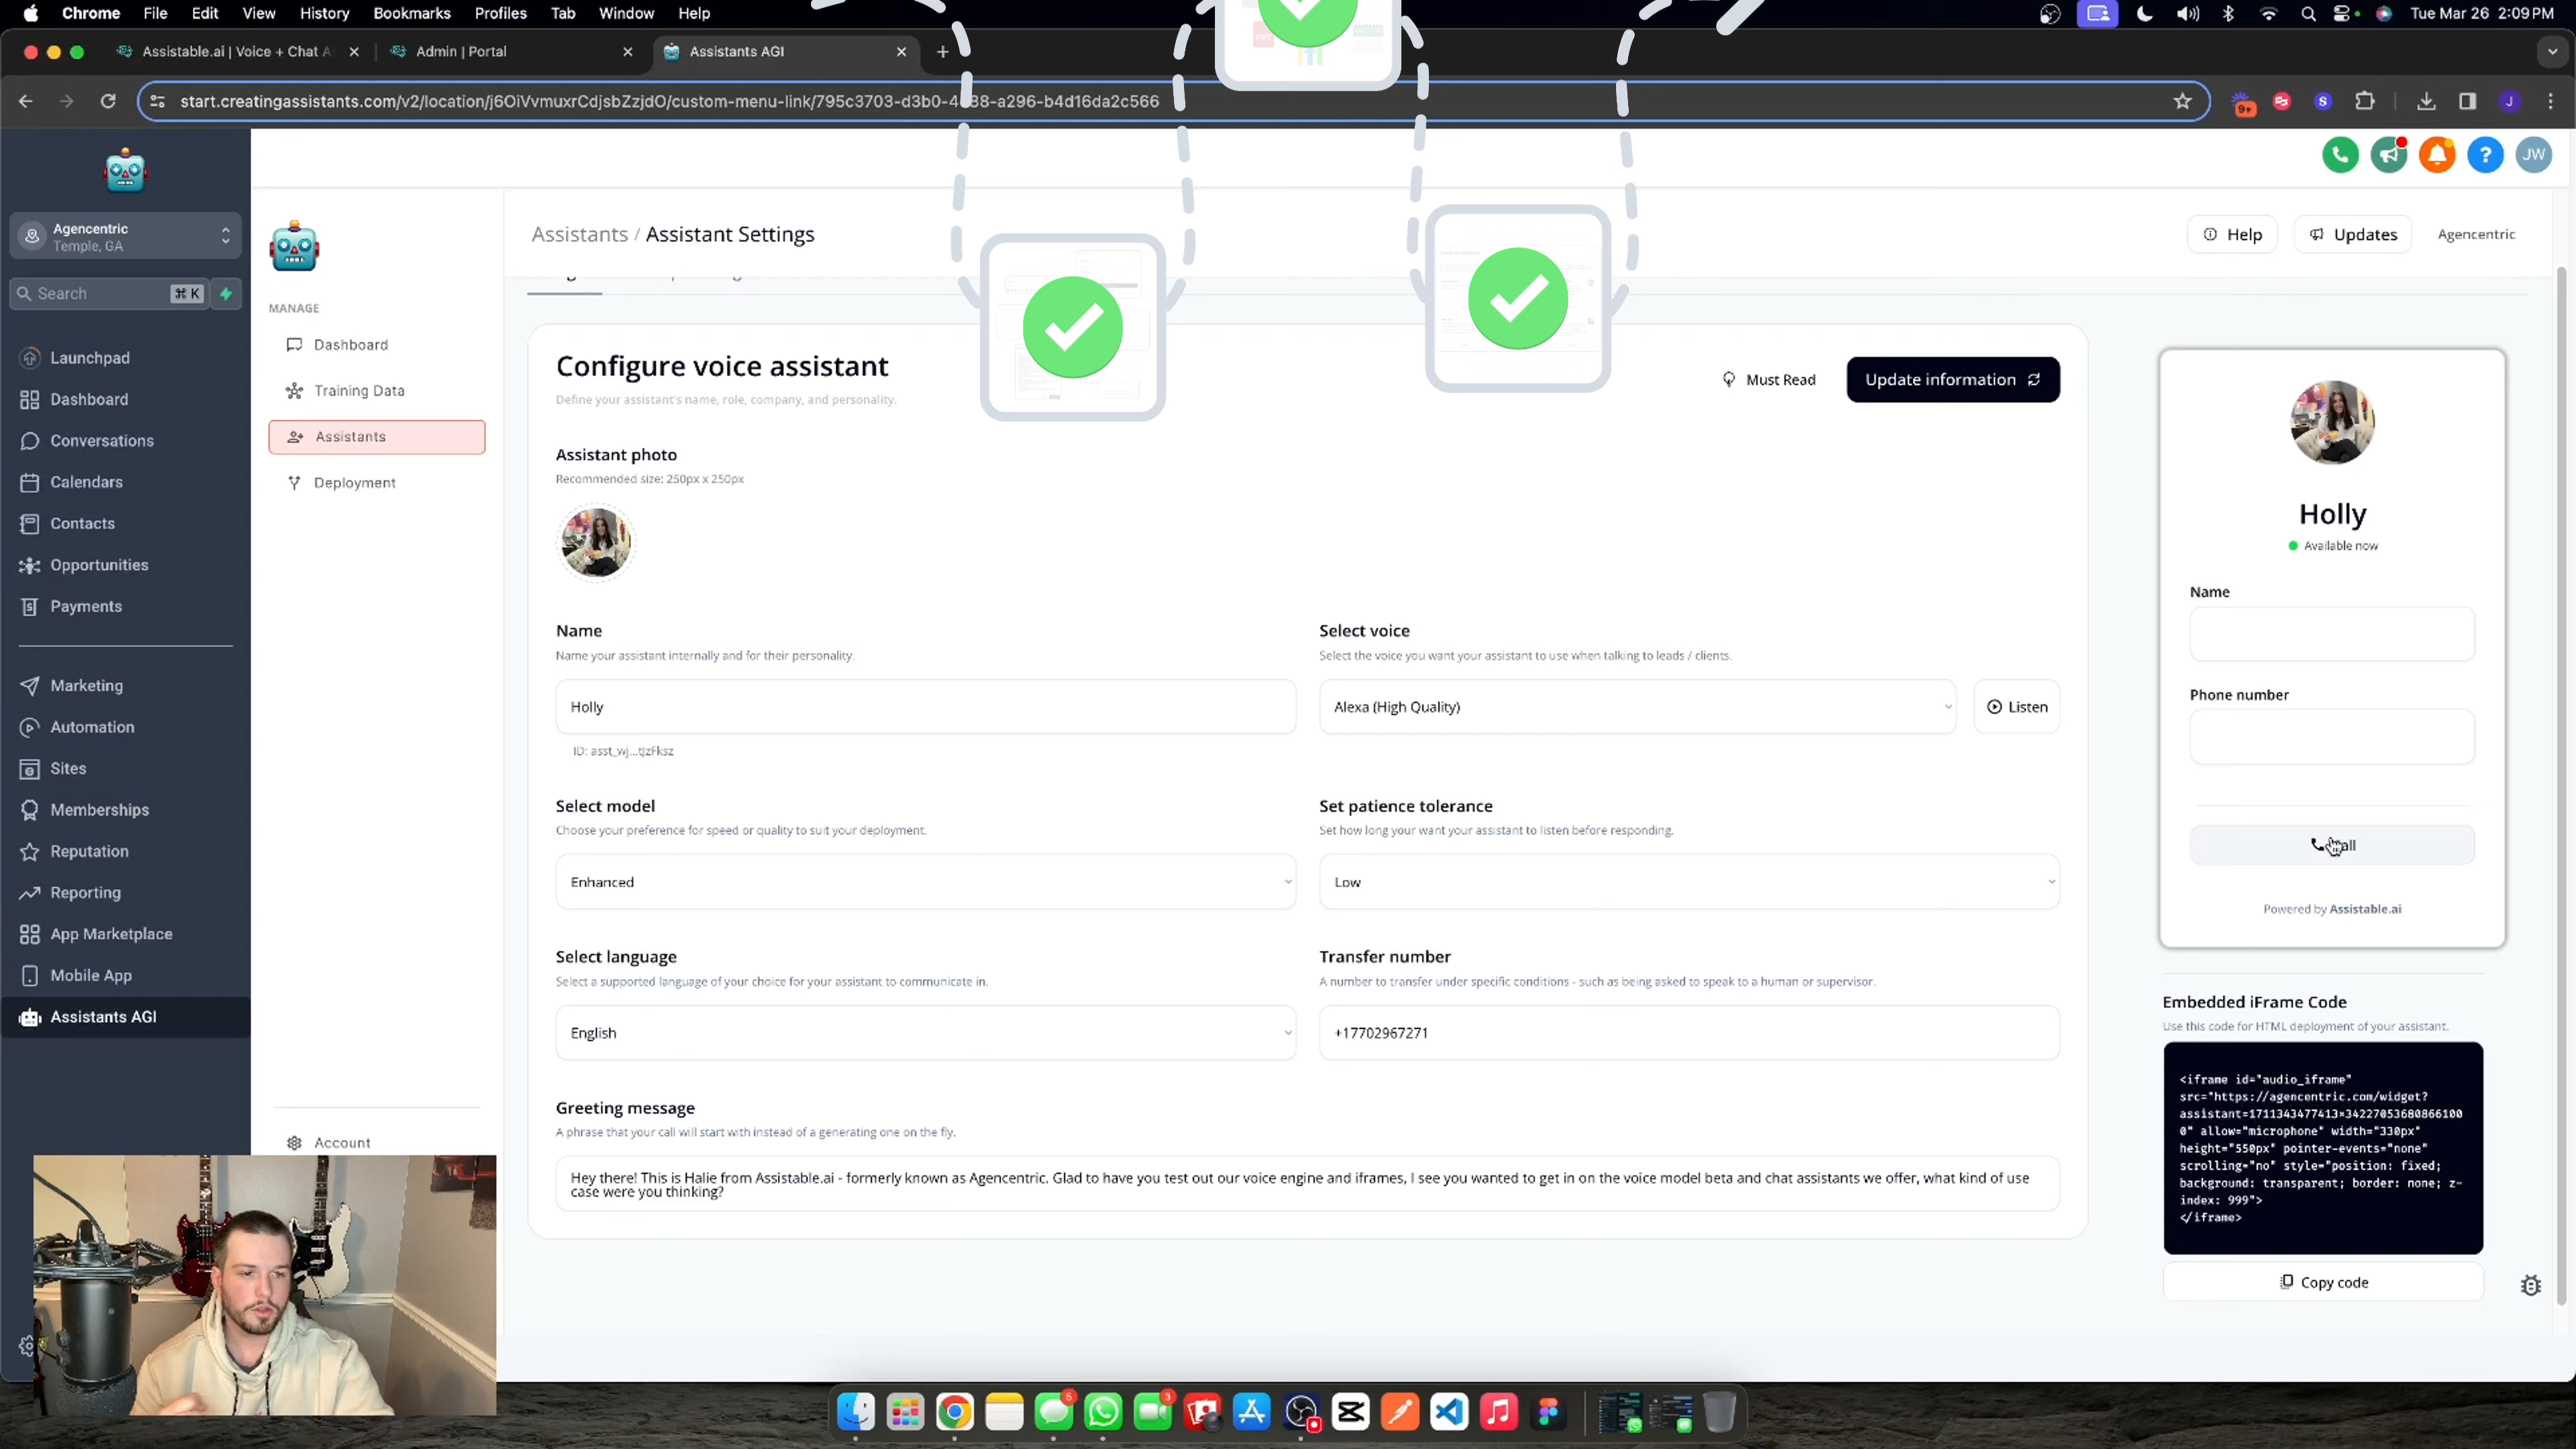 Chrome File Edit View History Bookmarks Profiles Tab Window Help
Tue Mar 26 2:09 PM
Assistable.ai | Voice + Chat A
Admin | Portal
Assistants AGI
start.creatingassistants.com/v2/location/j6OiVvmuxrCdjsbZzjdO/custom-menu-link/795c3703-d3b0-4
88-a296-b4d16da2c566
9+
S
J
Agencentric
Temple, GA
Search
⌘ K
Launchpad
Dashboard
Conversations
Calendars
Contacts
Opportunities
Payments
Marketing
Automation
Sites
Memberships
Reputation
Reporting
App Marketplace
Mobile App
Assistants AGI
MANAGE
Dashboard
Training Data
Assistants
Deployment
Account
JW
Assistants / Assistant Settings
Help
Updates
Agencentric
Configure voice assistant
Define your assistant's name, role, company, and personality.
Must Read
Update information
Assistant photo
Recommended size: 250px x 250px
Name
Name your assistant internally and for their personality.
Holly
ID: asst_wj...tJzFksz
Select voice
Select the voice you want your assistant to use when talking to leads / clients.
Alexa (High Quality)
Listen
Select model
Choose your preference for speed or quality to suit your deployment.
Enhanced
Set patience tolerance
Set how long your want your assistant to listen before responding.
Low
Select language
Select a supported language of your choice for your assistant to communicate in.
English
Transfer number
A number to transfer under specific conditions - such as being asked to speak to a human or supervisor.
+17702967271
Greeting message
A phrase that your call will start with instead of a generating one on the fly.
Hey there! This is Halie from Assistable.ai - formerly known as Agencentric. Glad to have you test out our voice engine and iframes, I see you wanted to get in on the voice model beta and chat assistants we offer, what kind of use
case were you thinking?
Holly
Available now
Name
Phone number
Powered by Assistable.ai
Embedded iFrame Code
Use this code for HTML deployment of your assistant.
<iframe id="audio_iframe"
src="https://agencentric.com/widget?
assistant=1711343477413×34227053680866100
0" allow="microphone" width="330px"
height="550px" pointer-events="none"
scrolling="no" style="position: fixed;
background: transparent; border: none; z-
index: 999">
</iframe>
Copy code
5
3